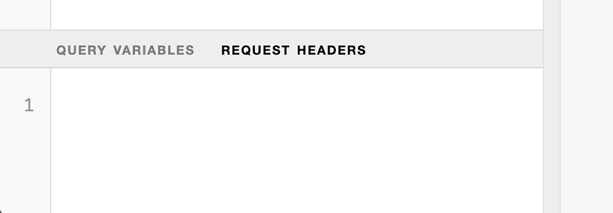 QUERY VARIABLES REQUEST HEADERS
1